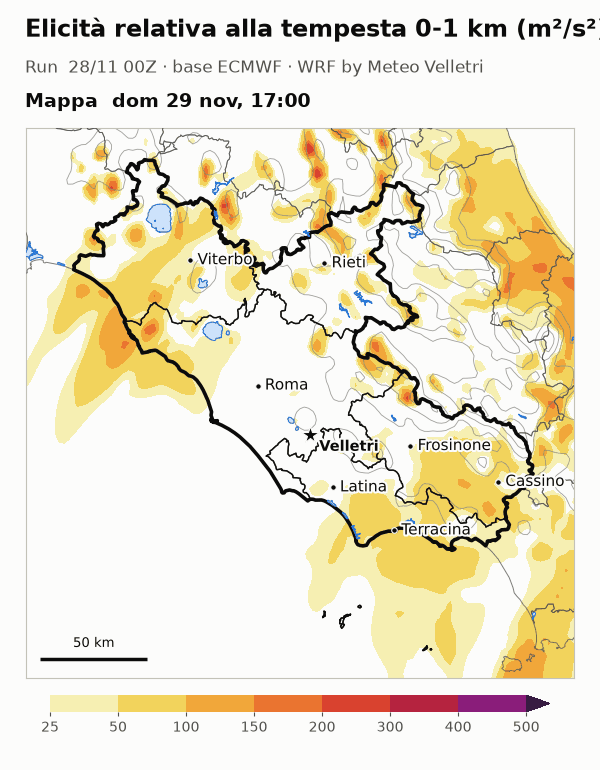 Elicità relativa alla tempesta 0-1 km (m²/s²)
Run 28/11 00Z · base ECMWF · WRF by Meteo Velletri
Mappa dom 29 nov, 17:00
Viterbo
Rieti
Roma
Velletri
Frosinone
Latina
Cassino
Terracina
50 km
25 50 100 150 200 300 400 500